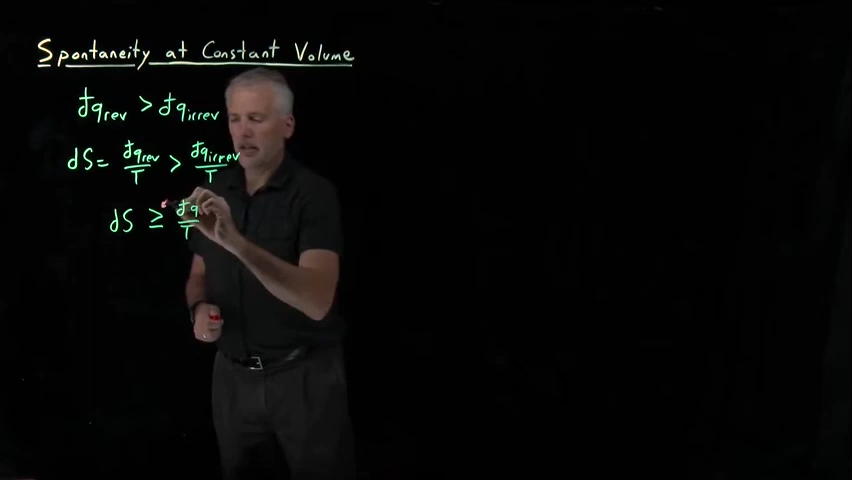 Spontaneity at Constant Volume
đq_rev > đq_irrev
dS = đq_rev/T > đq_irrev/T
dS ≥ đq/T